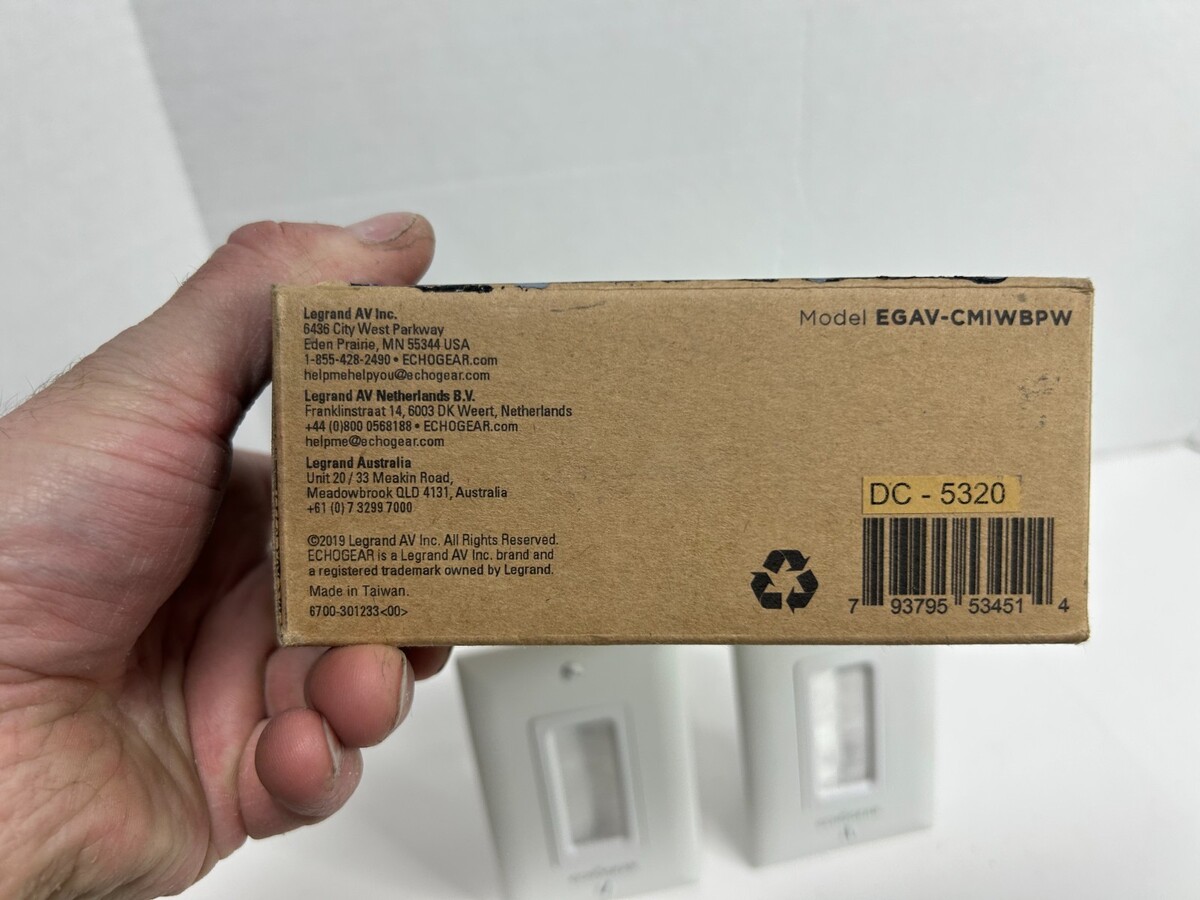 Legrand AV Inc.
6436 City West Parkway
Eden Prairie, MN 55344 USA
1-855-428-2490 • ECHOGEAR.com
helpmehelpyou@echogear.com
Legrand AV Netherlands B.V.
Franklinstraat 14, 6003 DK Weert, Netherlands
+44 (0)800 0568188 • ECHOGEAR.com
helpme@echogear.com
Legrand Australia
Unit 20 / 33 Meakin Road,
Meadowbrook QLD 4131, Australia
+61 (0) 7 3299 7000
©2019 Legrand AV Inc. All Rights Reserved.
ECHOGEAR is a Legrand AV Inc. brand and
a registered trademark owned by Legrand.
Made in Taiwan.
6700-301233<00>
Model EGAV-CMIWBPW
DC - 5320
7 93795 53451 4